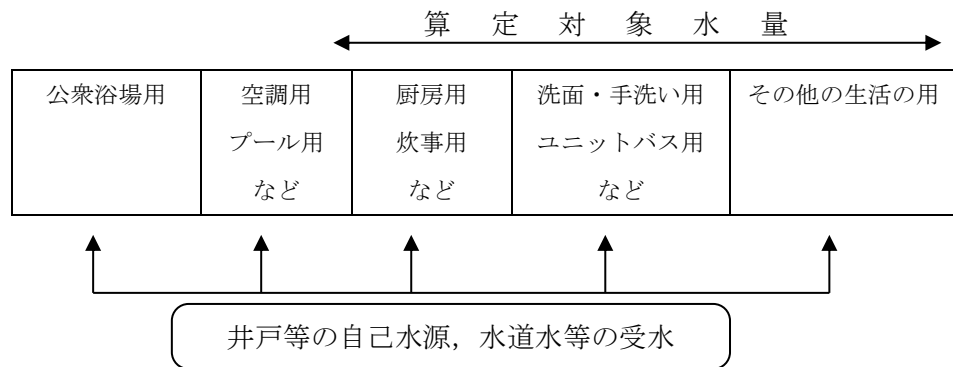 算定対象水量
公衆浴場用
空調用
プール用
など
厨房用
炊事用
など
洗面・手洗い用
ユニットバス用
など
その他の生活の用
井戸等の自己水源，水道水等の受水